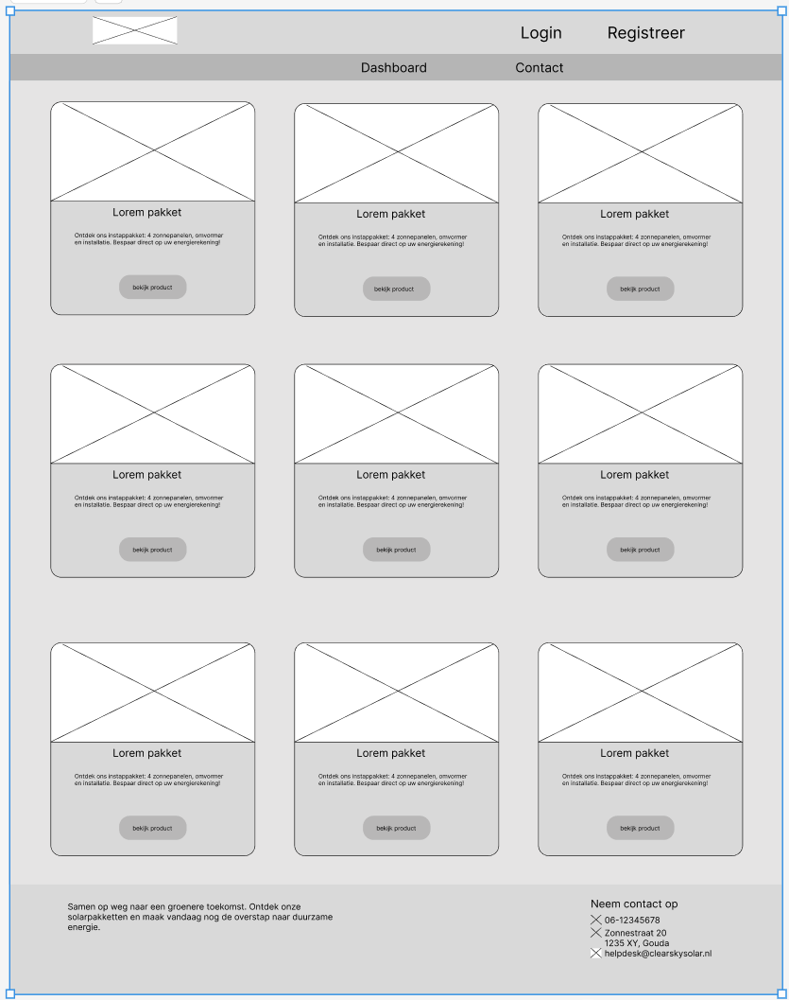 Login Registreer
Dashboard Contact
Lorem pakket
Ontdek ons instappakket: 4 zonnepanelen, omvormer
en installatie. Bespaar direct op uw energierekening!
bekijk product
Lorem pakket
Ontdek ons instappakket: 4 zonnepanelen, omvormer
en installatie. Bespaar direct op uw energierekening!
bekijk product
Lorem pakket
Ontdek ons instappakket: 4 zonnepanelen, omvormer
en installatie. Bespaar direct op uw energierekening!
bekijk product
Lorem pakket
Ontdek ons instappakket: 4 zonnepanelen, omvormer
en installatie. Bespaar direct op uw energierekening!
bekijk product
Lorem pakket
Ontdek ons instappakket: 4 zonnepanelen, omvormer
en installatie. Bespaar direct op uw energierekening!
bekijk product
Lorem pakket
Ontdek ons instappakket: 4 zonnepanelen, omvormer
en installatie. Bespaar direct op uw energierekening!
bekijk product
Lorem pakket
Ontdek ons instappakket: 4 zonnepanelen, omvormer
en installatie. Bespaar direct op uw energierekening!
bekijk product
Lorem pakket
Ontdek ons instappakket: 4 zonnepanelen, omvormer
en installatie. Bespaar direct op uw energierekening!
bekijk product
Lorem pakket
Ontdek ons instappakket: 4 zonnepanelen, omvormer
en installatie. Bespaar direct op uw energierekening!
bekijk product
Samen op weg naar een groenere toekomst. Ontdek onze
solarpakketten en maak vandaag nog de overstap naar duurzame
energie.
Neem contact op
06-12345678
Zonnestraat 20
1235 XY, Gouda
helpdesk@clearskysolar.nl